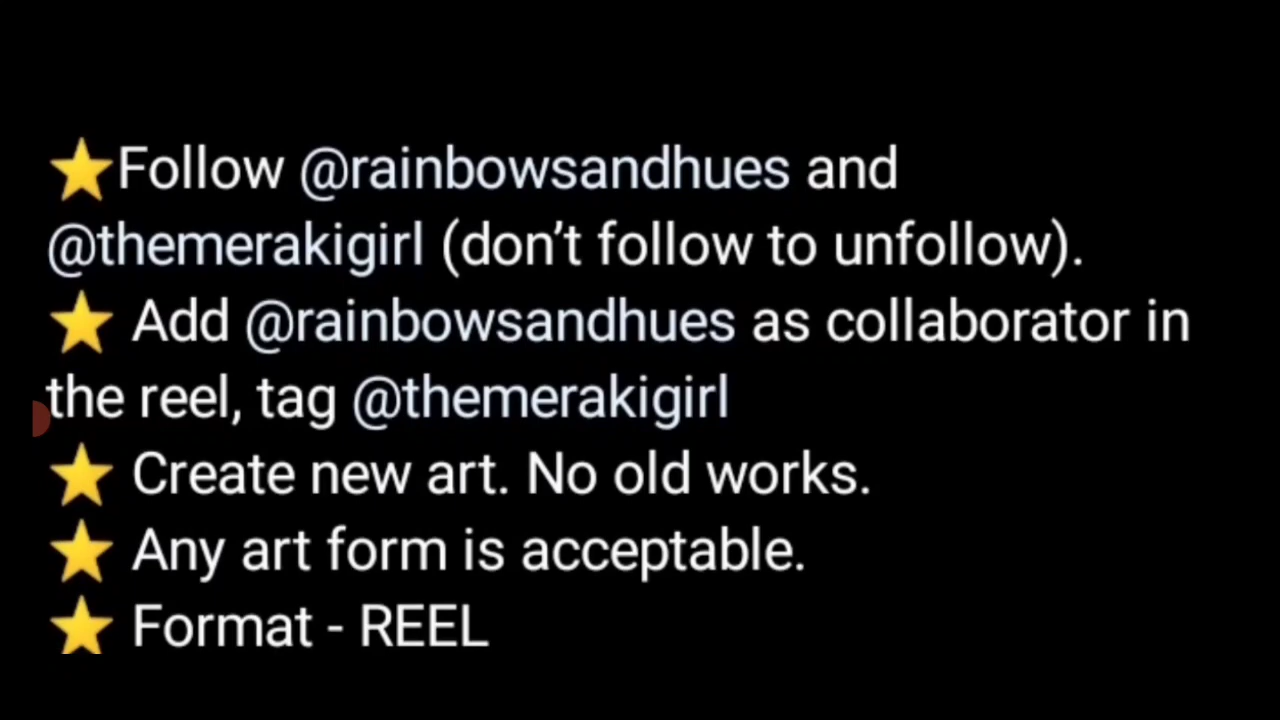 ⭐Follow @rainbowsandhues and
@themerakigirl (don’t follow to unfollow).
⭐ Add @rainbowsandhues as collaborator in
the reel, tag @themerakigirl
⭐ Create new art. No old works.
⭐ Any art form is acceptable.
⭐ Format - REEL